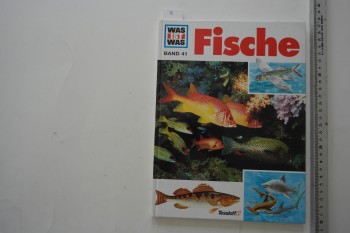 WAS
IST
WAS
BAND 41
Fische
Tessloff